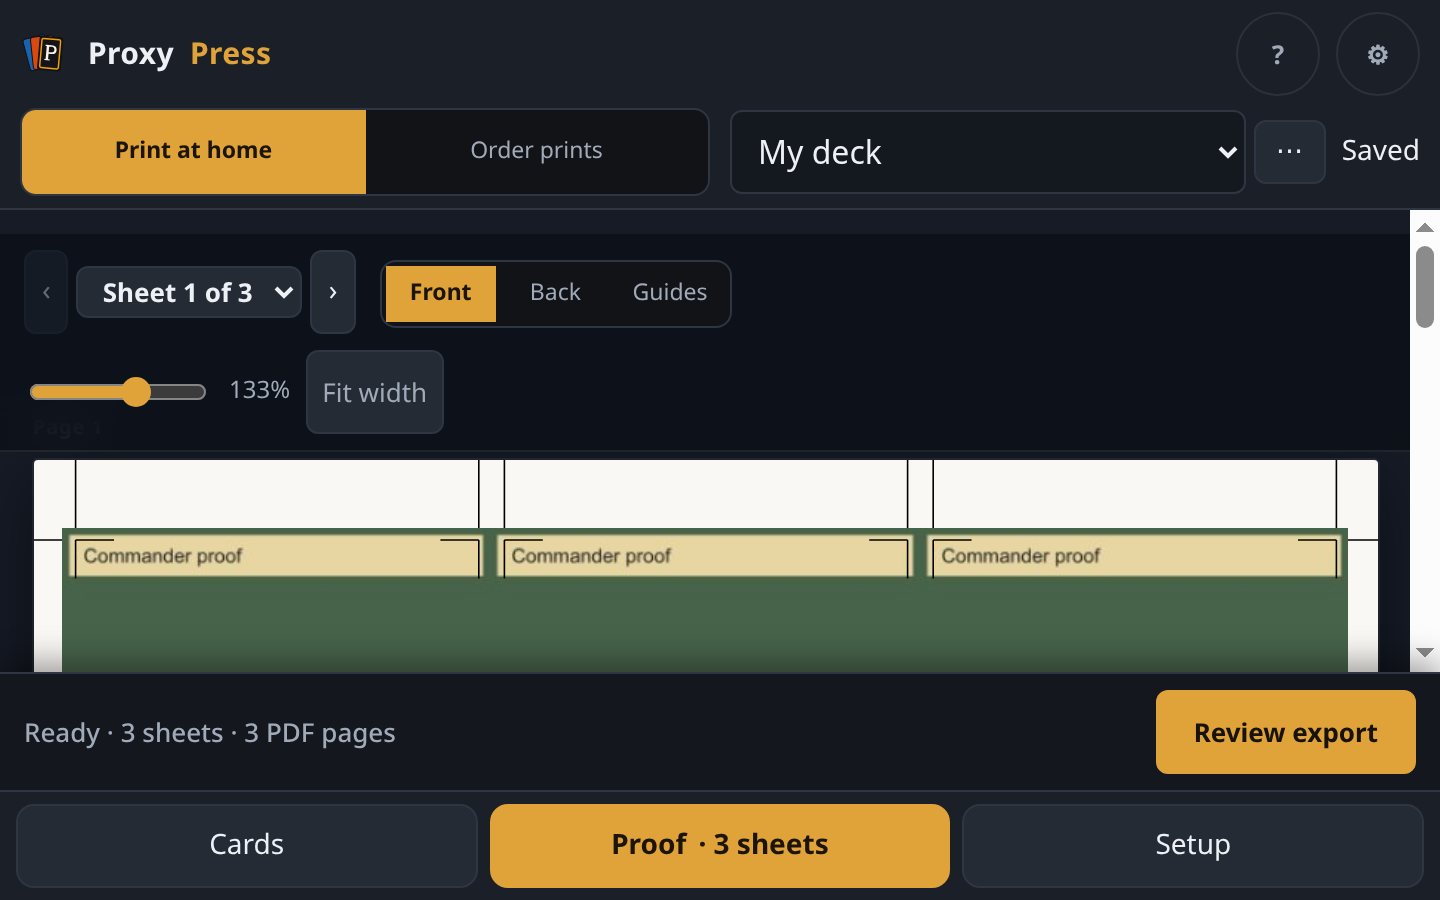 P Proxy Press
?
Print at home
Order prints
My deck
...
Saved
‹
Sheet 1 of 3
›
Front
Back
Guides
133%
Fit width
Page 1
Commander proof
Commander proof
Commander proof
Ready · 3 sheets · 3 PDF pages
Review export
Cards
Proof · 3 sheets
Setup